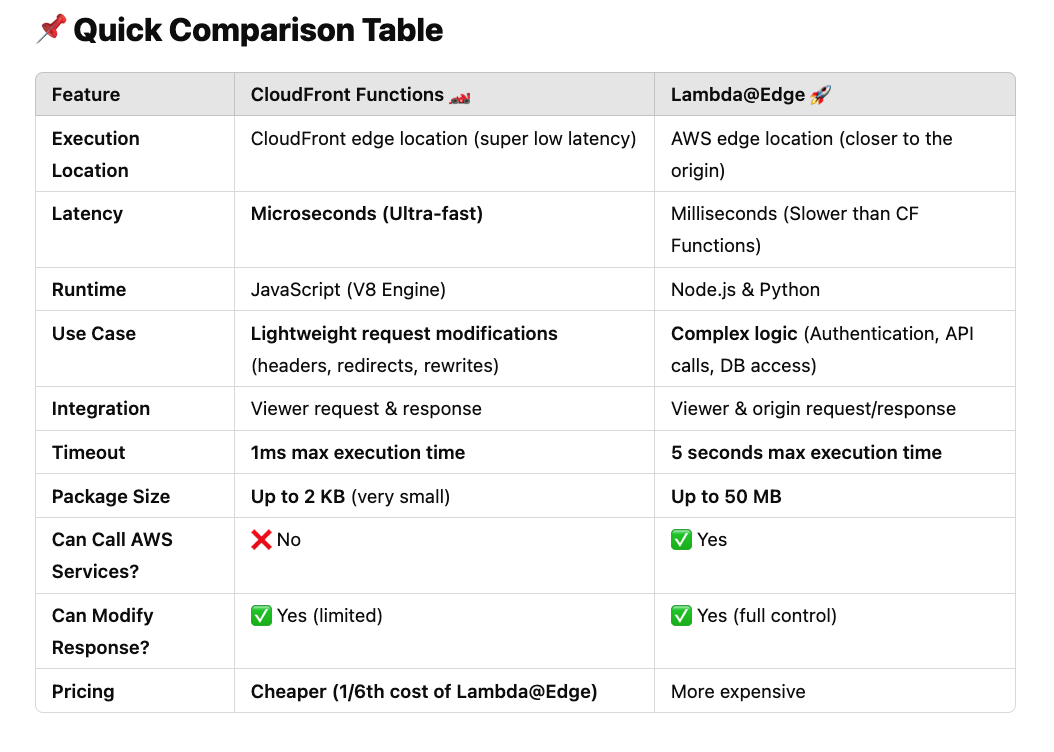 📌 Quick Comparison Table
Feature
CloudFront Functions 🏎️
Lambda@Edge 🚀
Execution
Location
CloudFront edge location (super low latency)
AWS edge location (closer to the
origin)
Latency
Microseconds (Ultra-fast)
Milliseconds (Slower than CF
Functions)
Runtime
JavaScript (V8 Engine)
Node.js & Python
Use Case
Lightweight request modifications
(headers, redirects, rewrites)
Complex logic (Authentication, API
calls, DB access)
Integration
Viewer request & response
Viewer & origin request/response
Timeout
1ms max execution time
5 seconds max execution time
Package Size
Up to 2 KB (very small)
Up to 50 MB
Can Call AWS
Services?
❌ No
✅ Yes
Can Modify
Response?
✅ Yes (limited)
✅ Yes (full control)
Pricing
Cheaper (1/6th cost of Lambda@Edge)
More expensive